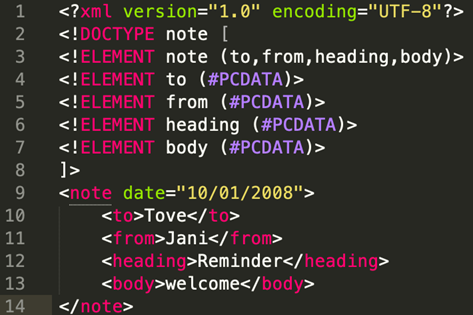 1 <?xml version="1.0" encoding="UTF-8"?>
2 <!DOCTYPE note [
3 <!ELEMENT note (to,from,heading,body)>
4 <!ELEMENT to (#PCDATA)>
5 <!ELEMENT from (#PCDATA)>
6 <!ELEMENT heading (#PCDATA)>
7 <!ELEMENT body (#PCDATA)>
8 ]>
9 <note date="10/01/2008">
10     <to>Tove</to>
11     <from>Jani</from>
12     <heading>Reminder</heading>
13     <body>welcome</body>
14 </note>